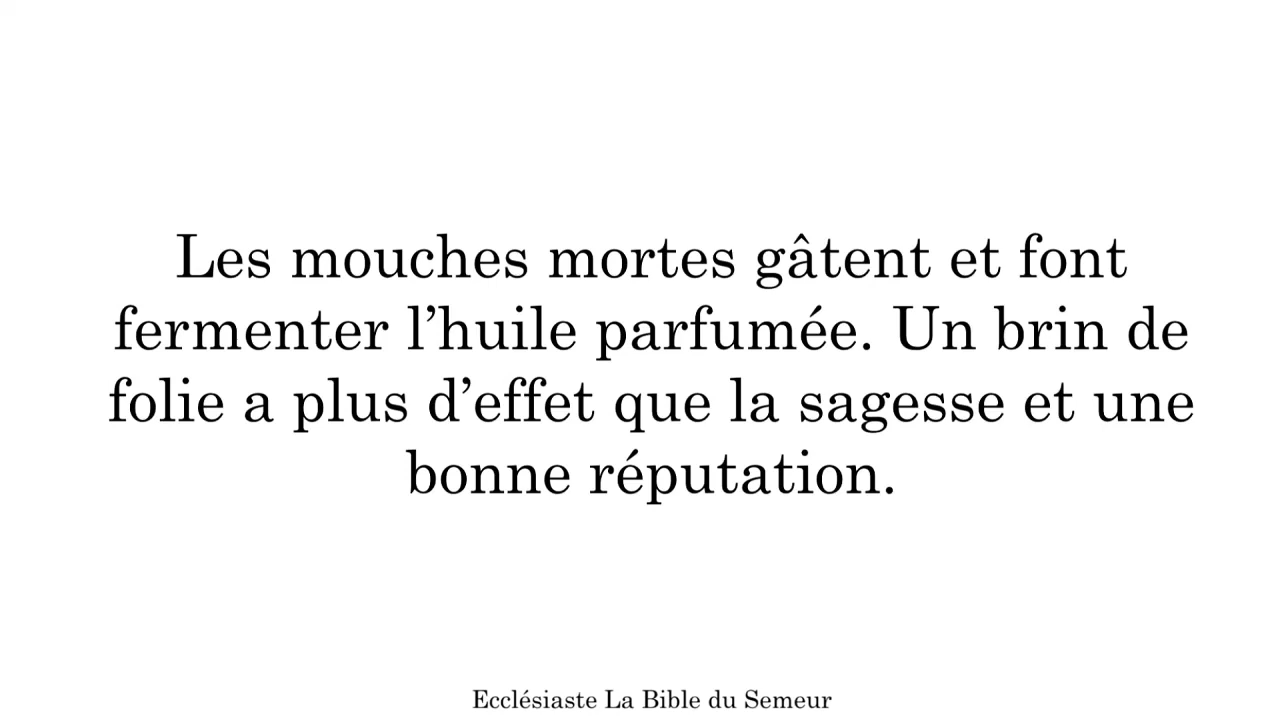 Les mouches mortes gâtent et font
fermenter l’huile parfumée. Un brin de
folie a plus d’effet que la sagesse et une
bonne réputation.
Ecclésiaste La Bible du Semeur